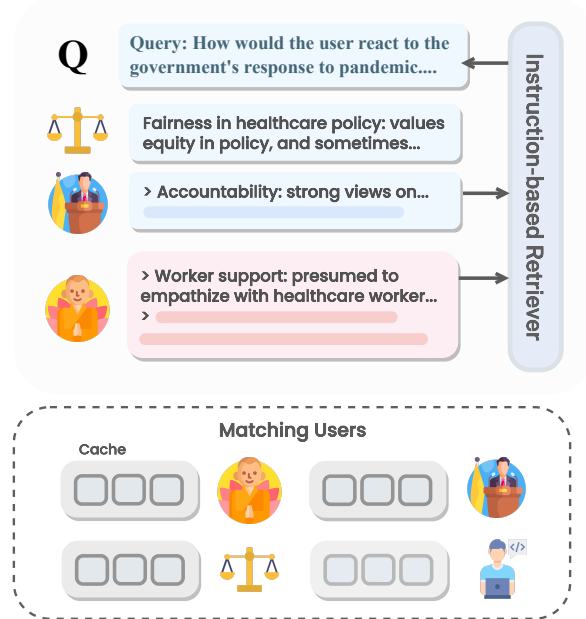 Q
Query: How would the user react to the
government's response to pandemic....
Fairness in healthcare policy: values
equity in policy, and sometimes...
> Accountability: strong views on...
> Worker support: presumed to
empathize with healthcare worker...
>
Instruction-based Retriever
Matching Users
Cache
</>